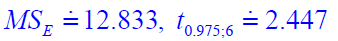 MS_E ≐ 12.833, t_{0.975;6} ≐ 2.447